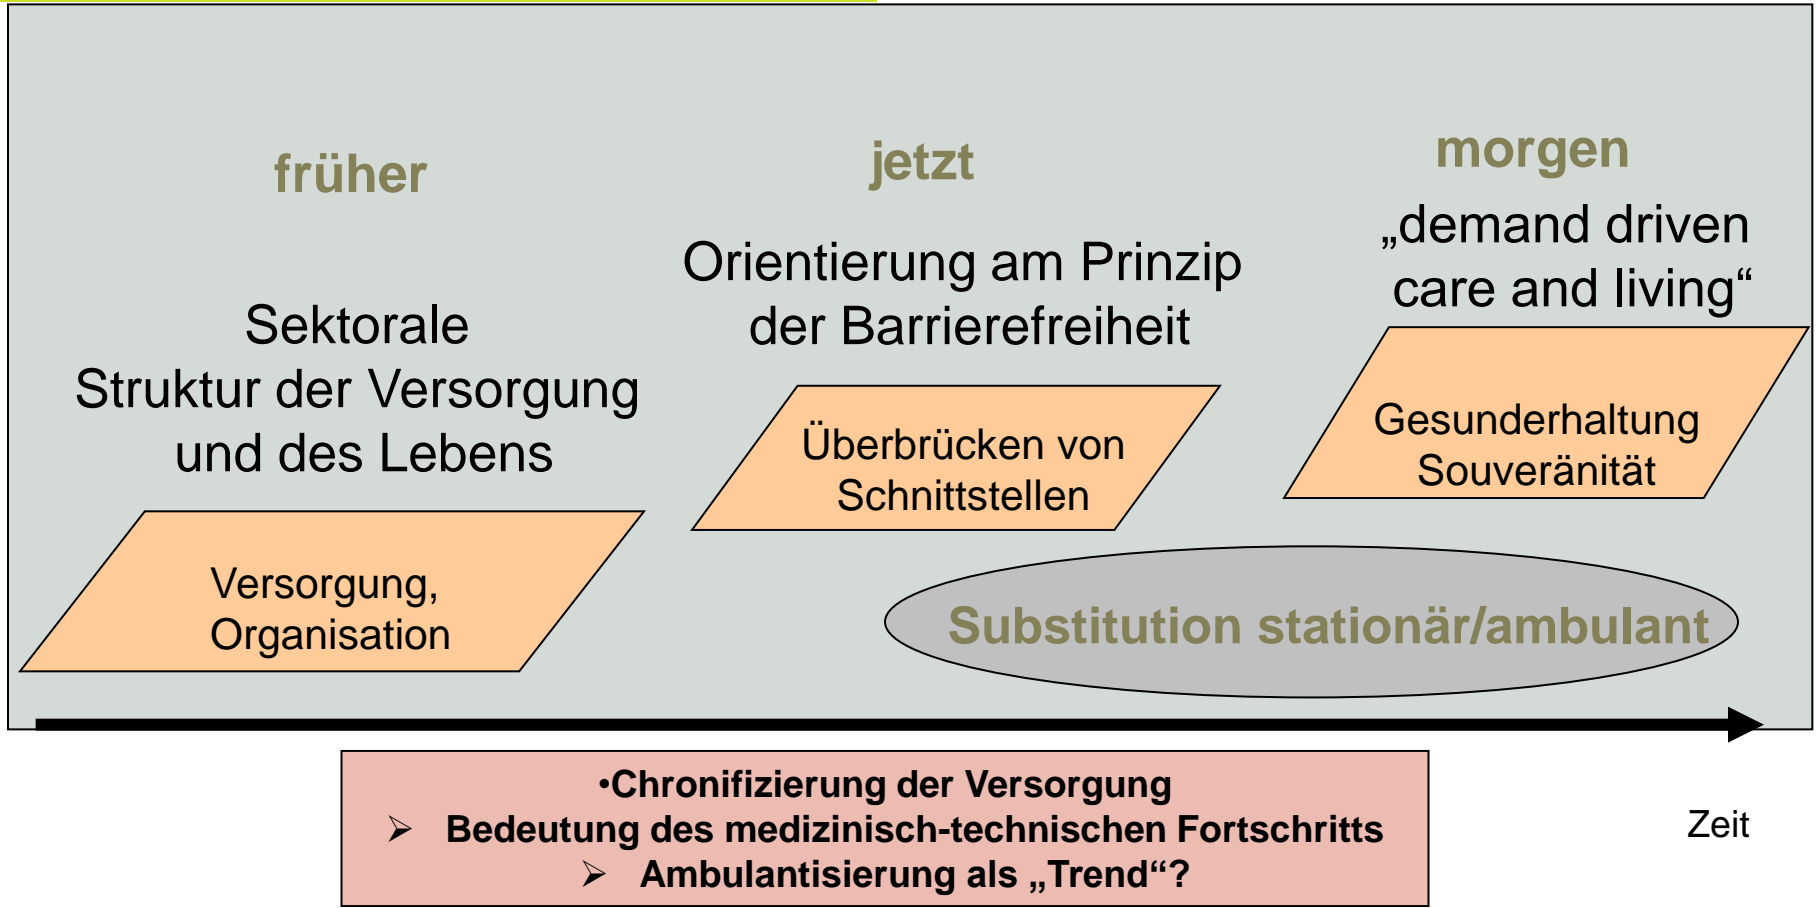 früher
Sektorale
Struktur der Versorgung
und des Lebens
Versorgung,
Organisation
jetzt
Orientierung am Prinzip
der Barrierefreiheit
Überbrücken von
Schnittstellen
morgen
„demand driven
care and living“
Gesunderhaltung
Souveränität
Substitution stationär/ambulant
•Chronifizierung der Versorgung
➢ Bedeutung des medizinisch-technischen Fortschritts
➢ Ambulantisierung als „Trend“?
Zeit